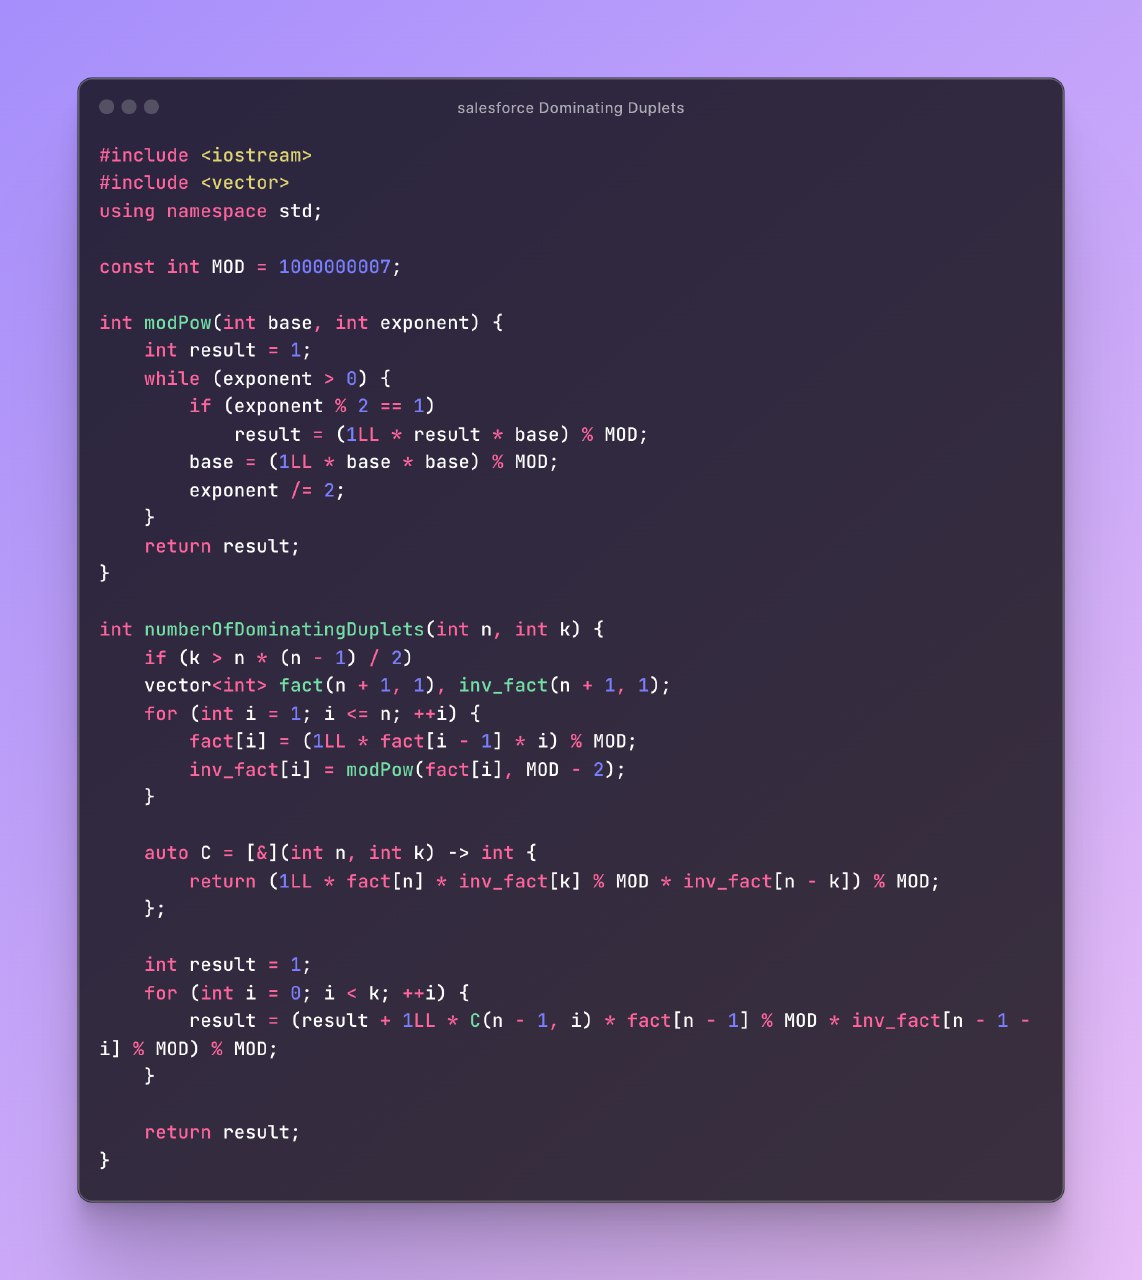 salesforce Dominating Duplets
#include <iostream>
#include <vector>
using namespace std;

const int MOD = 1000000007;

int modPow(int base, int exponent) {
    int result = 1;
    while (exponent > 0) {
        if (exponent % 2 == 1)
            result = (1LL * result * base) % MOD;
        base = (1LL * base * base) % MOD;
        exponent /= 2;
    }
    return result;
}

int numberOfDominatingDuplets(int n, int k) {
    if (k > n * (n - 1) / 2)
    vector<int> fact(n + 1, 1), inv_fact(n + 1, 1);
    for (int i = 1; i <= n; ++i) {
        fact[i] = (1LL * fact[i - 1] * i) % MOD;
        inv_fact[i] = modPow(fact[i], MOD - 2);
    }

    auto C = [&](int n, int k) -> int {
        return (1LL * fact[n] * inv_fact[k] % MOD * inv_fact[n - k]) % MOD;
    };

    int result = 1;
    for (int i = 0; i < k; ++i) {
        result = (result + 1LL * C(n - 1, i) * fact[n - 1] % MOD * inv_fact[n - 1 -
i] % MOD) % MOD;
    }

    return result;
}